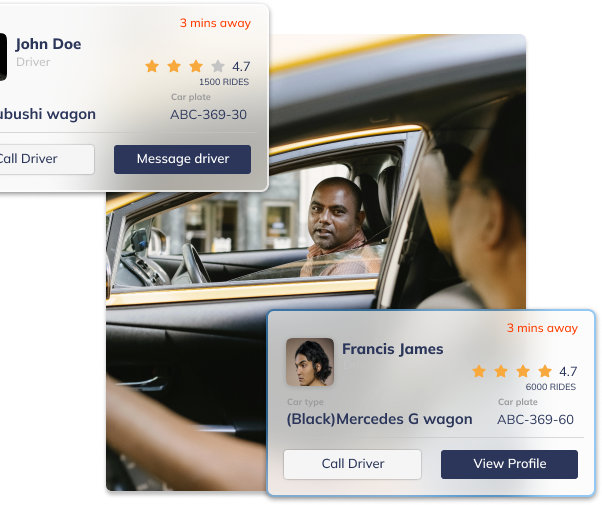 3 mins away
John Doe
Driver
4.7
1500 RIDES
Car plate
ubushi wagon
ABC-369-30
Call Driver
Message driver
3 mins away
Francis James
4.7
6000 RIDES
Car type
Car plate
(Black)Mercedes G wagon
ABC-369-60
Call Driver
View Profile